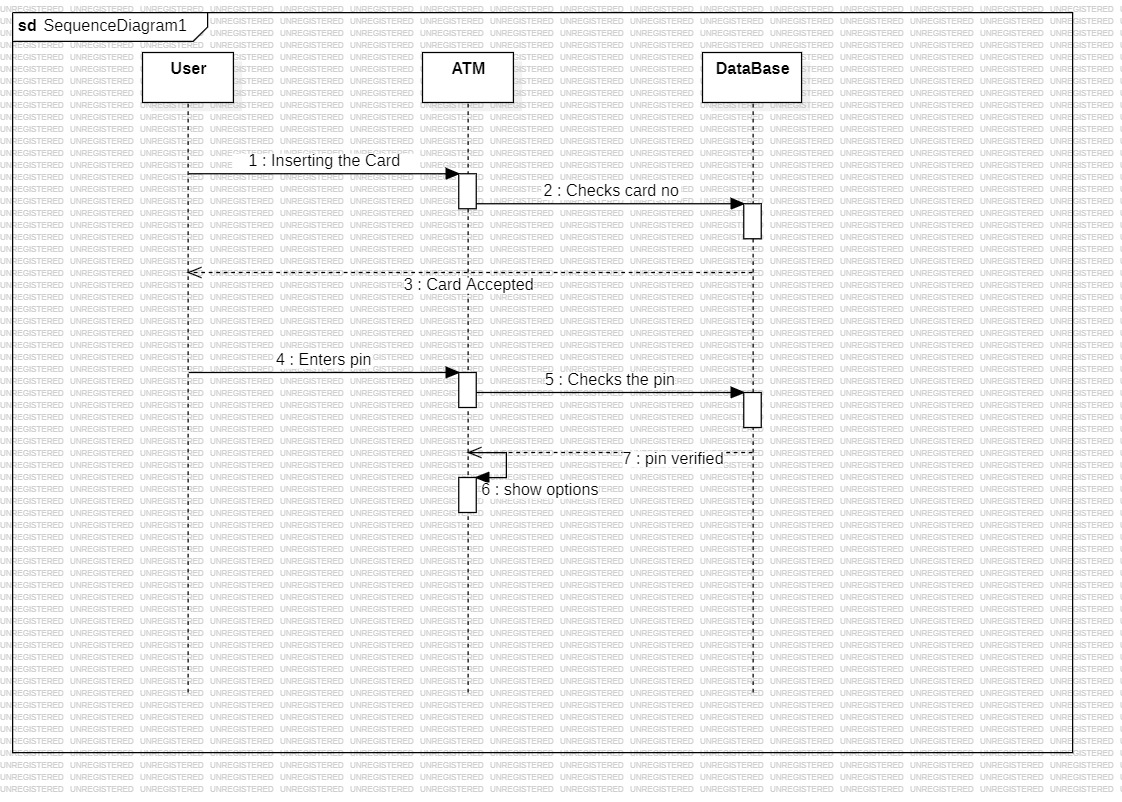 sd SequenceDiagram1
User
ATM
DataBase
1 : Inserting the Card
2 : Checks card no
3 : Card Accepted
4 : Enters pin
5 : Checks the pin
7 : pin verified
6 : show options
UNREGISTERED